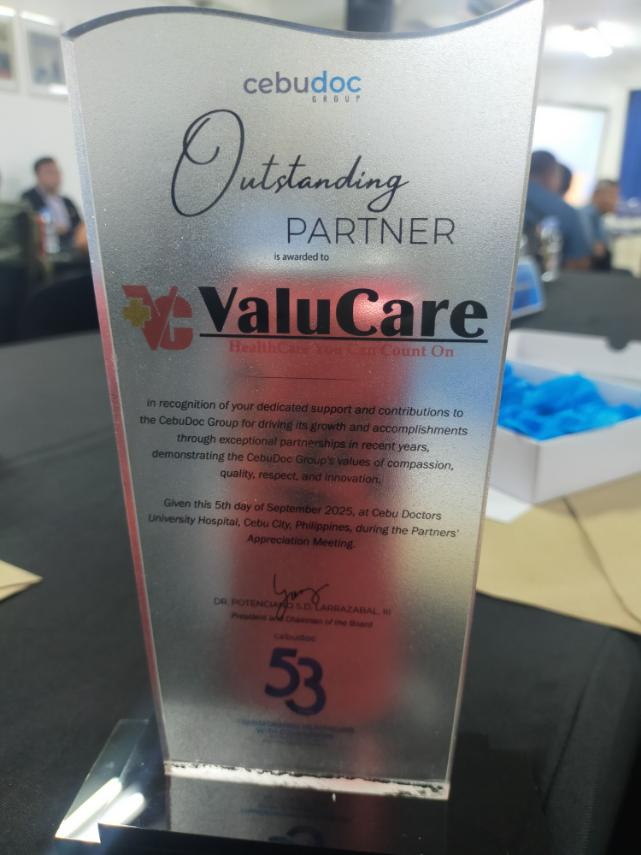 cebudoc
GROUP
Outstanding
PARTNER
is awarded to
VC ValuCare
HealthCare You Can Count On
in recognition of your dedicated support and contributions to
the CebuDoc Group for driving its growth and accomplishments
through exceptional partnerships in recent years,
demonstrating the CebuDoc Group's values of compassion,
quality, respect, and innovation.
Given this 5th day of September 2025, at Cebu Doctors
University Hospital, Cebu City, Philippines, during the Partners'
Appreciation Meeting.
DR. POTENCIANO S.D. LARRAZABAL, III
President and Chairman of the Board
cebudoc
53